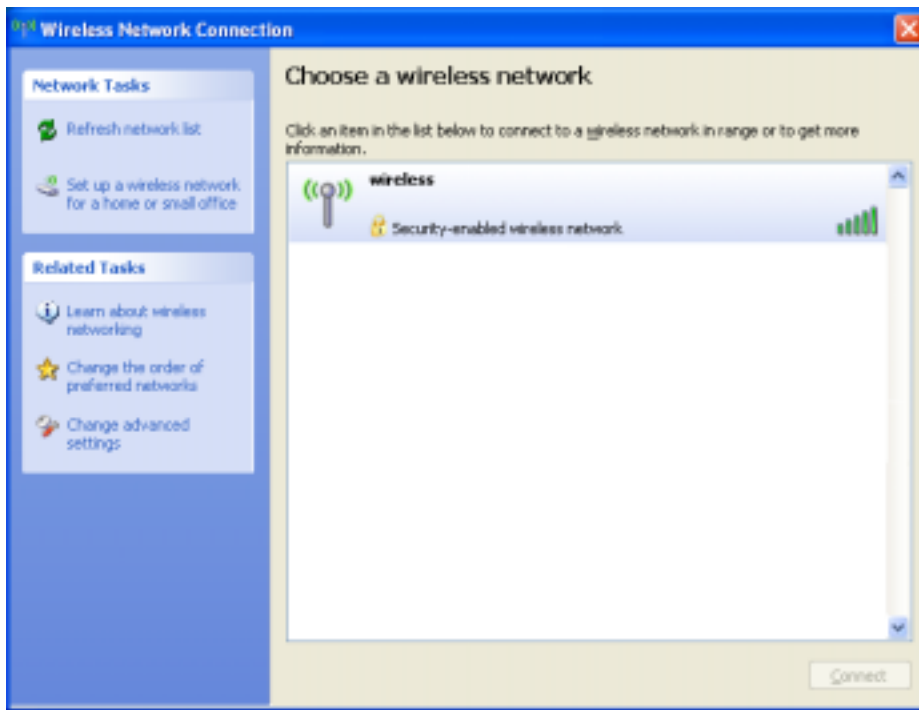 Wireless Network Connection
Network Tasks
Refresh network list
Set up a wireless network
for a home or small office
Related Tasks
Learn about wireless
networking
Change the order of
preferred networks
Change advanced
settings
Choose a wireless network
Click an item in the list below to connect to a wireless network in range or to get more
information.
wireless
Security-enabled wireless network
Connect